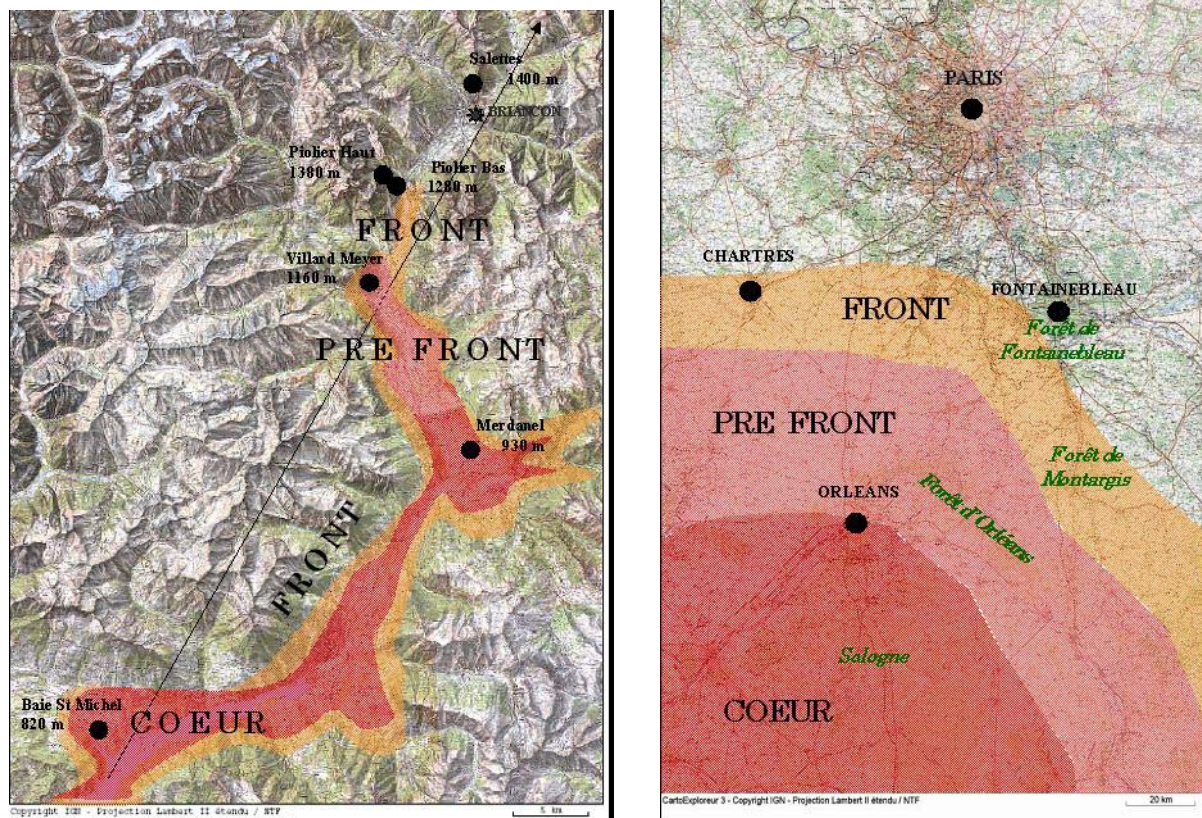 Salettes
1400 m
BRIANCON
Piolier Haut
1380 m
Piolier Bas
1280 m
FRONT
Villard Meyer
1160 m
PRE FRONT
Merdanel
930 m
FRONT
Baie St Michel
820 m
COEUR
Copyright IGN - Projection Lambert II étendu / NTF
5 km
PARIS
CHARTRES
FRONT
FONTAINEBLEAU
Forêt de
Fontainebleau
PRE FRONT
Forêt de
Montargis
ORLEANS
Forêt d'Orléans
Sologne
COEUR
CartoExploreur 3 - Copyright IGN - Projection Lambert II étendu / NTF
20 km